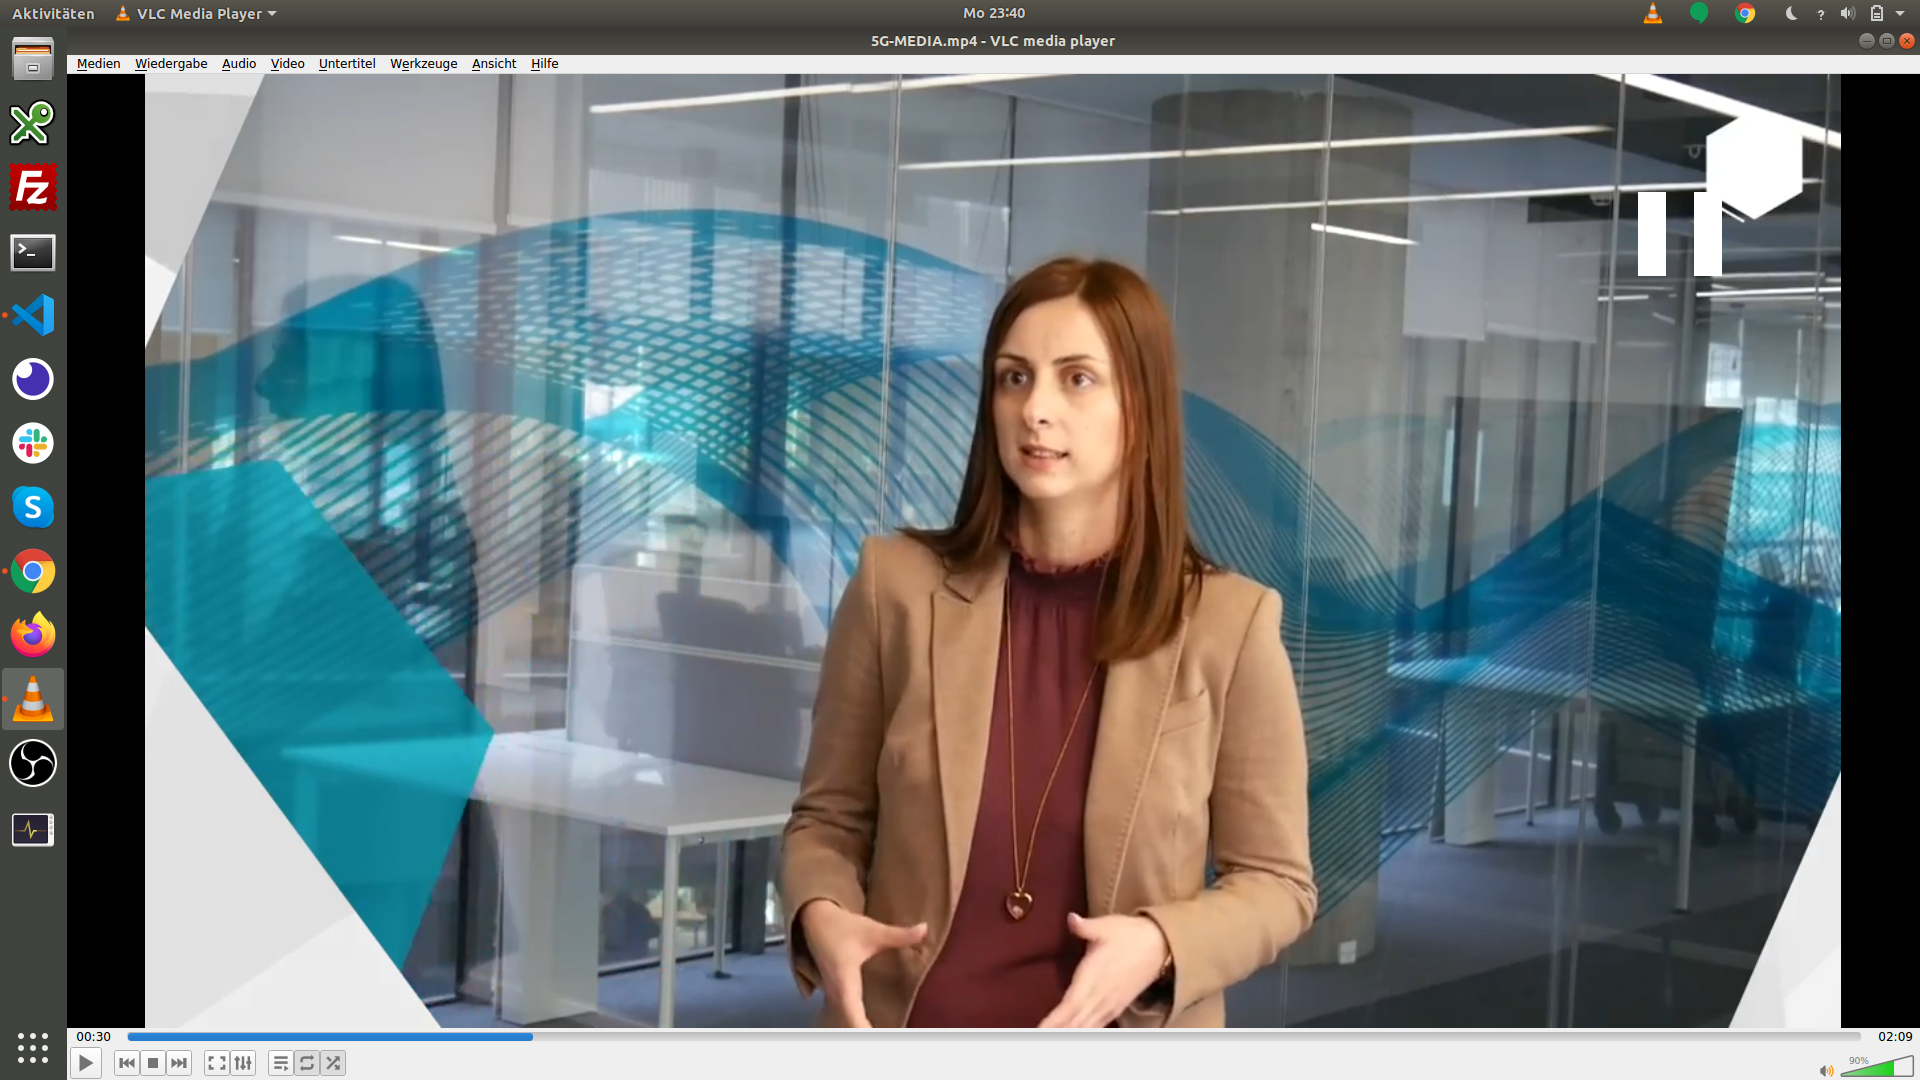 Aktivitäten
VLC Media Player
Mo 23:40
?
5G-MEDIA.mp4 - VLC media player
Medien Wiedergabe Audio Video Untertitel Werkzeuge Ansicht Hilfe
Fz
>_
S
00:30
02:09
90%